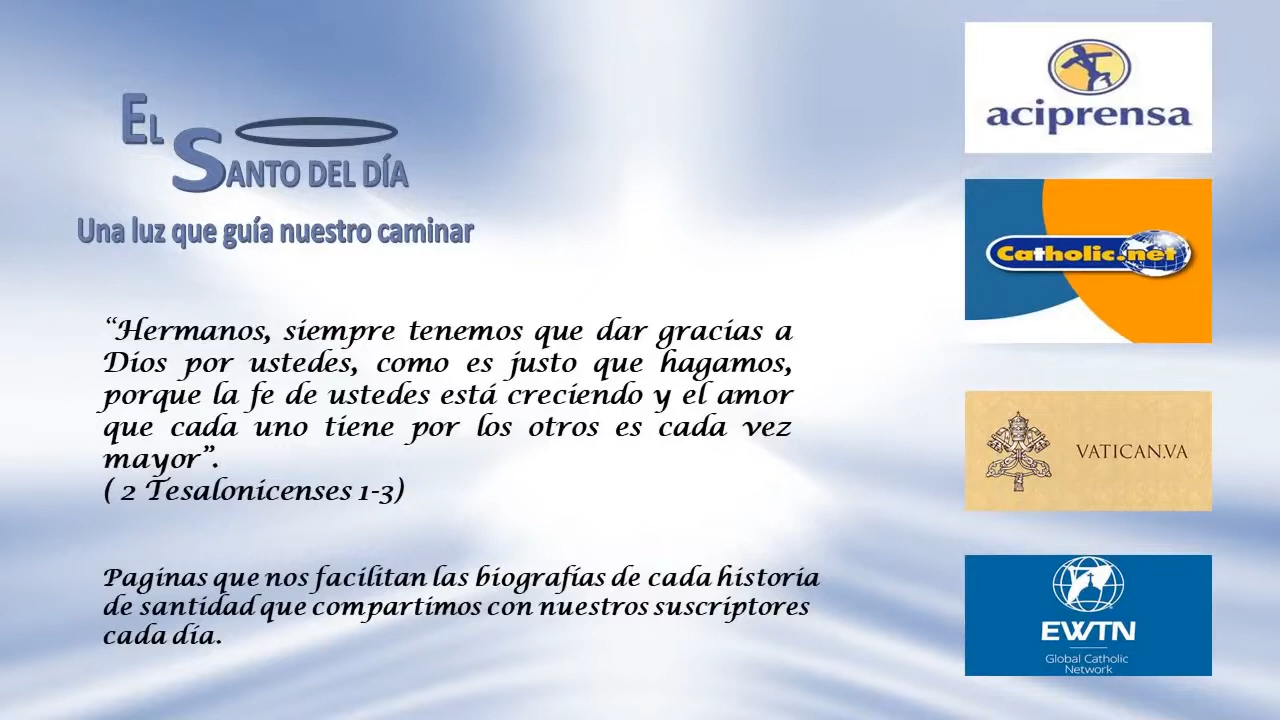 EL
SANTO DEL DÍA
Una luz que guía nuestro caminar
“Hermanos, siempre tenemos que dar gracias a
Dios por ustedes, como es justo que hagamos,
porque la fe de ustedes está creciendo y el amor
que cada uno tiene por los otros es cada vez
mayor”.
( 2 Tesalonicenses 1-3)
Paginas que nos facilitan las biografías de cada historia
de santidad que compartimos con nuestros suscriptores
cada día.
aciprensa
Catholic.net
VATICAN.VA
EWTN
Global Catholic
Network